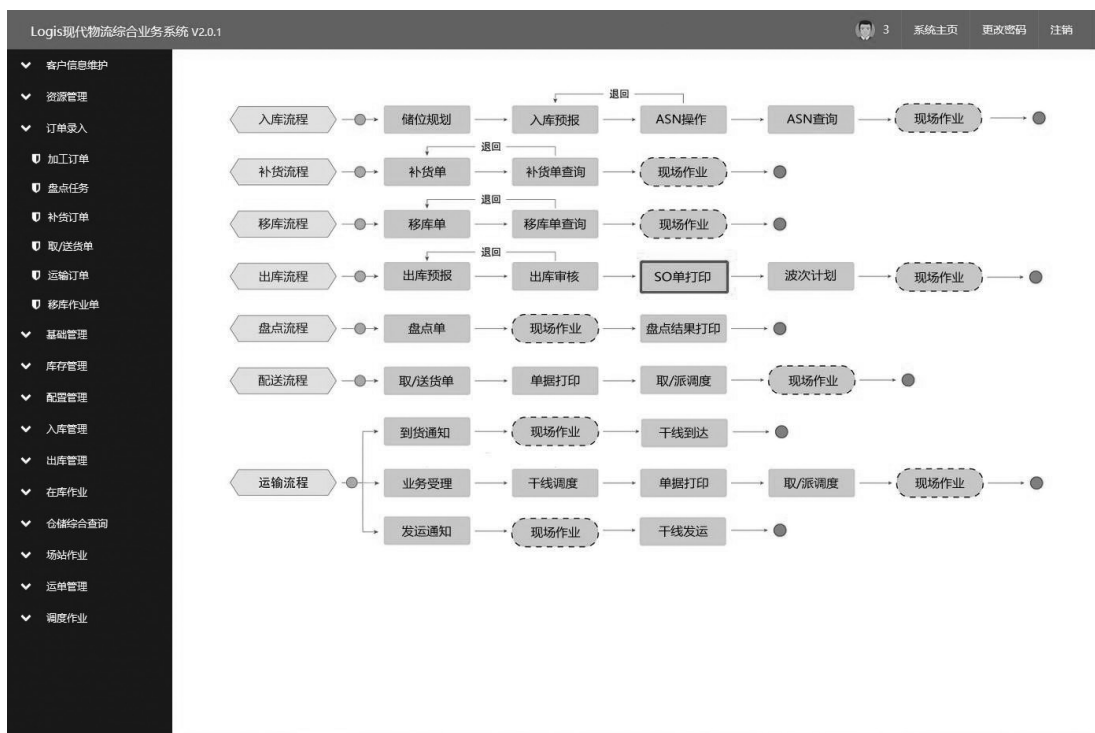 Logis现代物流综合业务系统 V2.0.1
3 系统主页 更改密码 注销
客户信息维护
资源管理
订单录入
加工订单
盘点任务
补货订单
取/送货单
运输订单
移库作业单
基础管理
库存管理
配置管理
入库管理
出库管理
在库作业
仓储综合查询
场站作业
运单管理
调度作业
退回
入库流程 储位规划 入库预报 ASN操作 ASN查询 现场作业
退回
补货流程 补货单 补货单查询 现场作业
退回
移库流程 移库单 移库单查询 现场作业
退回
出库流程 出库预报 出库审核 SO单打印 波次计划 现场作业
盘点流程 盘点单 现场作业 盘点结果打印
配送流程 取/送货单 单据打印 取/派调度 现场作业
到货通知 现场作业 干线到达
运输流程 业务受理 干线调度 单据打印 取/派调度 现场作业
发运通知 现场作业 干线发运